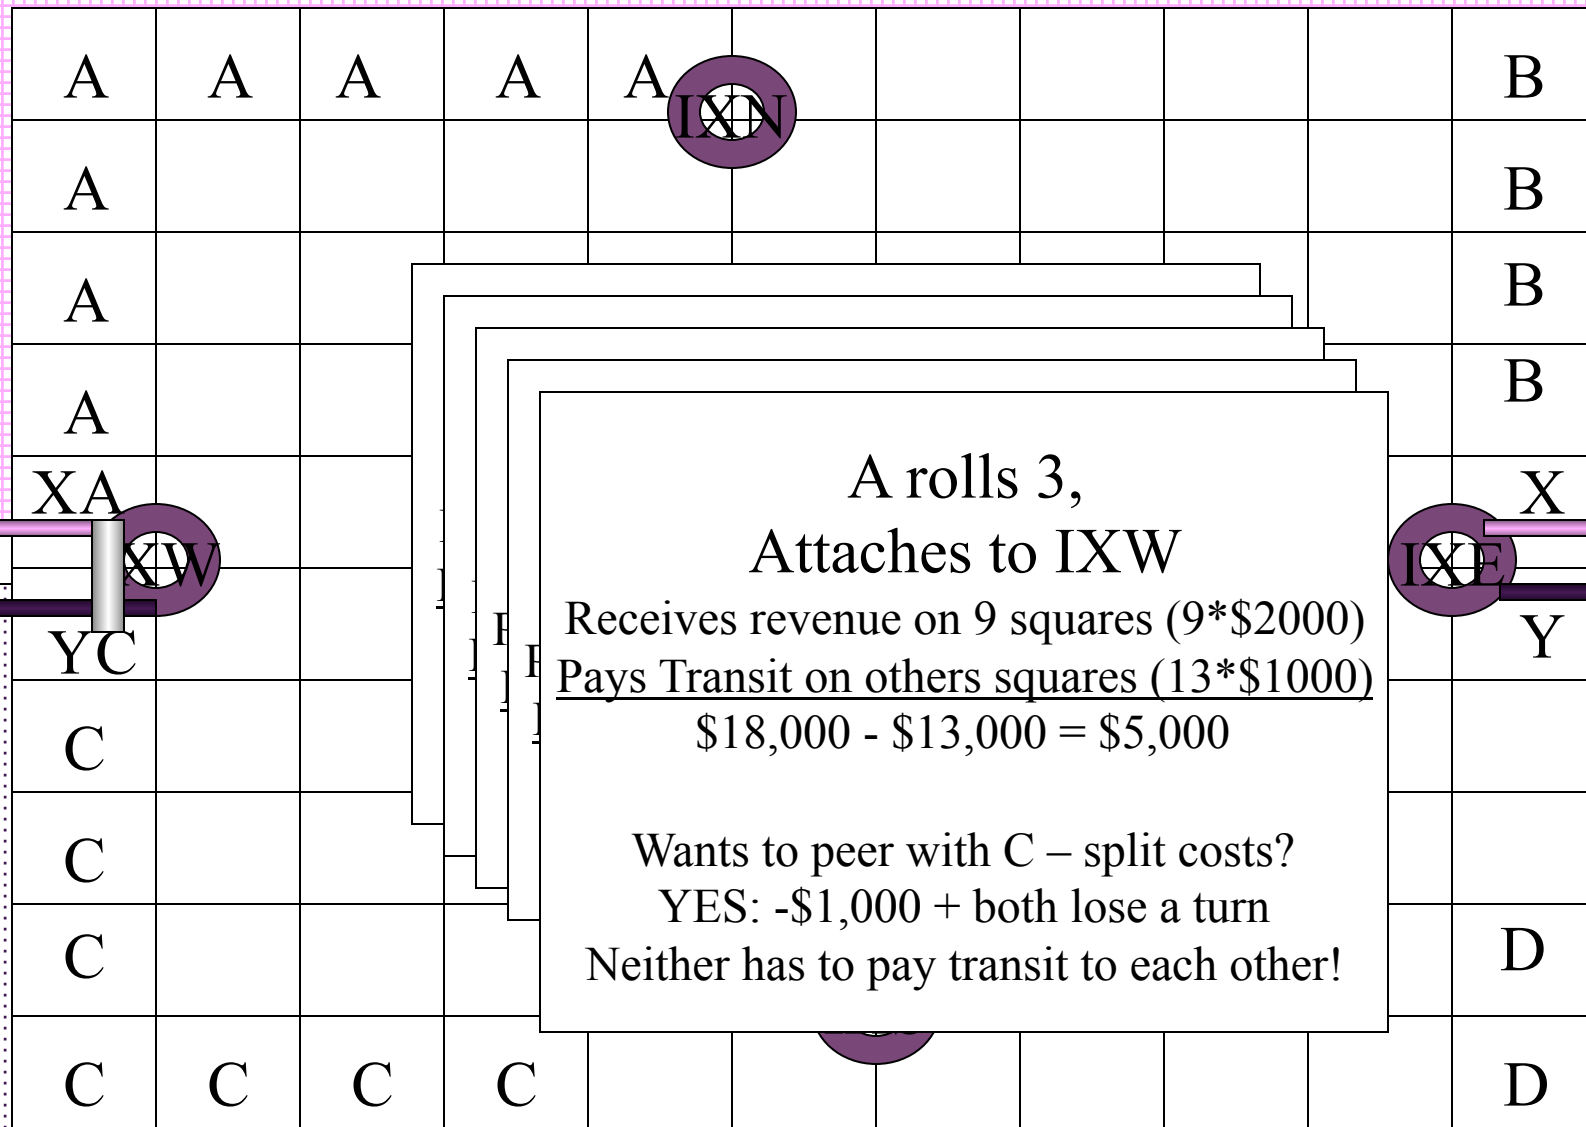 A A A A A IXN B
A B
A B
A B
XA X
XW IXE
YC Y
A rolls 3,
Attaches to IXW
Receives revenue on 9 squares (9*$2000)
Pays Transit on others squares (13*$1000)
$18,000 - $13,000 = $5,000
Wants to peer with C – split costs?
YES: -$1,000 + both lose a turn
Neither has to pay transit to each other!
C
C
C D
C C C C D